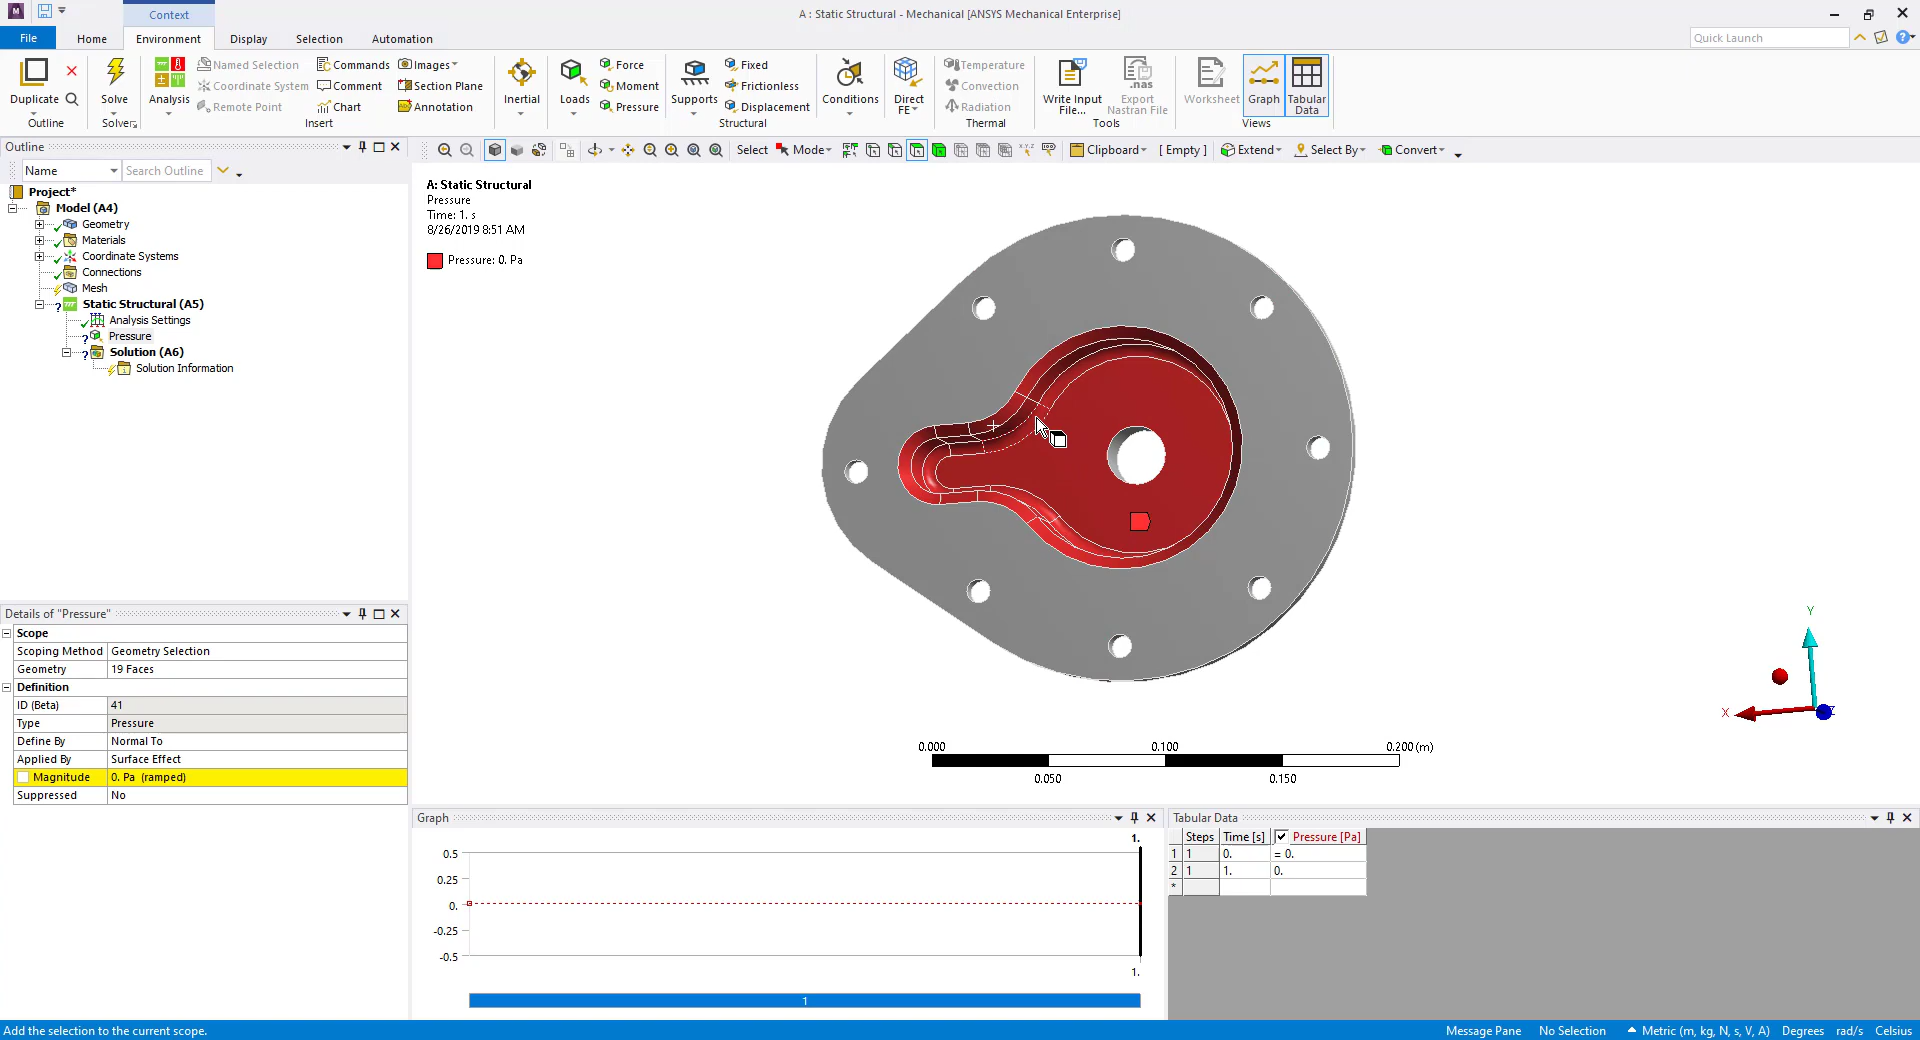 Context
A : Static Structural - Mechanical [ANSYS Mechanical Enterprise]
File
Home
Environment
Display
Selection
Automation
Quick Launch
Duplicate
Outline
Solve
Solver
Analysis
Named Selection
Coordinate System
Remote Point
Commands
Comment
Chart
Images
Section Plane
Annotation
Insert
Inertial
Loads
Force
Moment
Pressure
Supports
Fixed
Frictionless
Displacement
Structural
Conditions
Direct
FE
Temperature
Convection
Radiation
Thermal
Write Input
File...
Export
Nastran File
Tools
Worksheet
Graph
Tabular
Data
Views
Outline
Select
Mode
Clipboard
[ Empty ]
Extend
Select By
Convert
Name
Search Outline
Project*
Model (A4)
Geometry
Materials
Coordinate Systems
Connections
Mesh
Static Structural (A5)
Analysis Settings
Pressure
Solution (A6)
Solution Information
A: Static Structural
Pressure
Time: 1. s
8/26/2019 8:51 AM
Pressure: 0. Pa
Y
X
Z
0.000
0.100
0.200 (m)
0.050
0.150
Details of "Pressure"
Scope
Scoping Method Geometry Selection
Geometry 19 Faces
Definition
ID (Beta) 41
Type Pressure
Define By Normal To
Applied By Surface Effect
Magnitude 0. Pa (ramped)
Suppressed No
Graph
1.
0.5
0.25
0.
-0.25
-0.5
1.
1
Tabular Data
Steps Time [s] Pressure [Pa]
1 1 0. = 0.
2 1 1. 0.
*
Add the selection to the current scope.
Message Pane
No Selection
Metric (m, kg, N, s, V, A)
Degrees
rad/s
Celsius